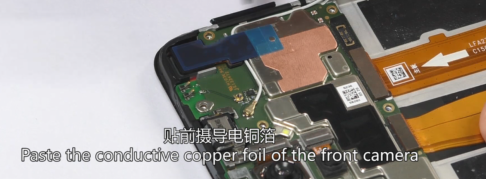 贴前摄导电铜箔
Paste the conductive copper foil of the front camera